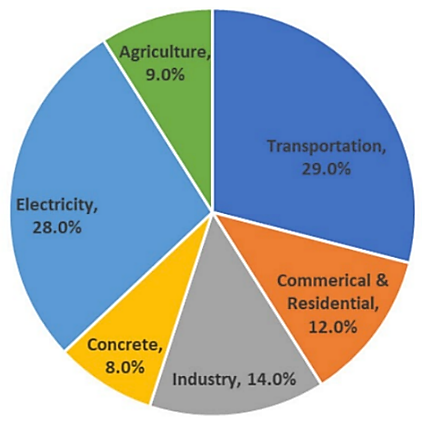 Agriculture,
9.0%
Transportation,
29.0%
Electricity,
28.0%
Commerical &
Residential,
12.0%
Concrete,
8.0%
Industry, 14.0%